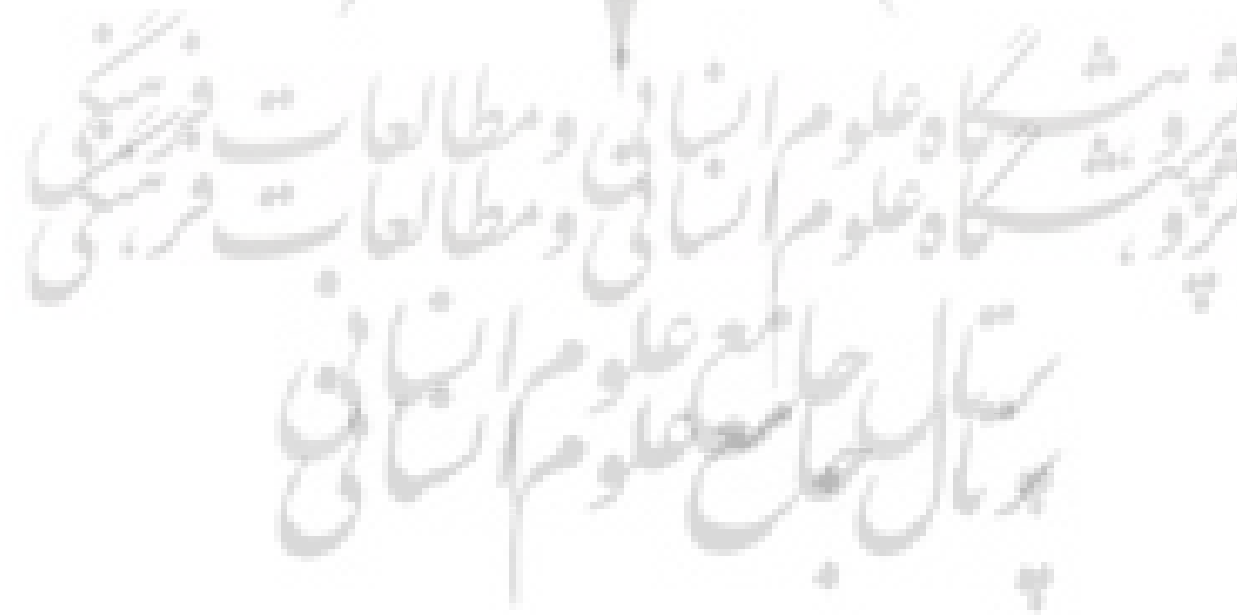 پژوهشگاه علوم انسانی و مطالعات فرهنگی
پژوهشگاه علوم انسانی و مطالعات فرهنگی
پرتال جامع علوم انسانی
پرتال جامع علوم انسانی